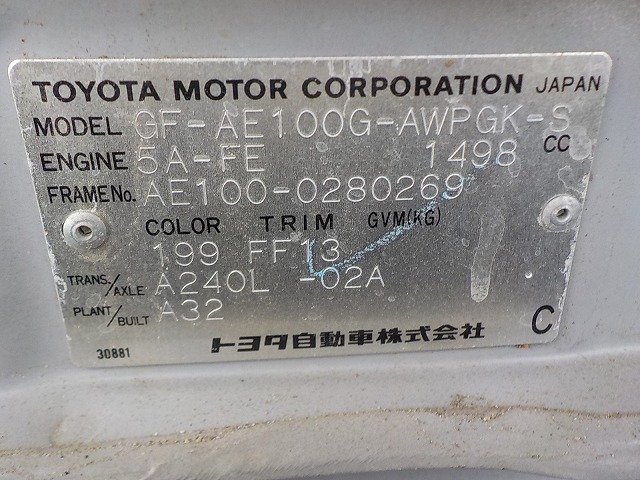 TOYOTA MOTOR CORPORATION JAPAN
MODEL GF-AE100G-AWPGK-S
ENGINE 5A-FE 1498 CC
FRAME No. AE100-0280269
COLOR TRIM GVM(KG)
199 FF13
TRANS./AXLE A240L -02A
PLANT/BUILT A32
30881 トヨタ自動車株式会社 C